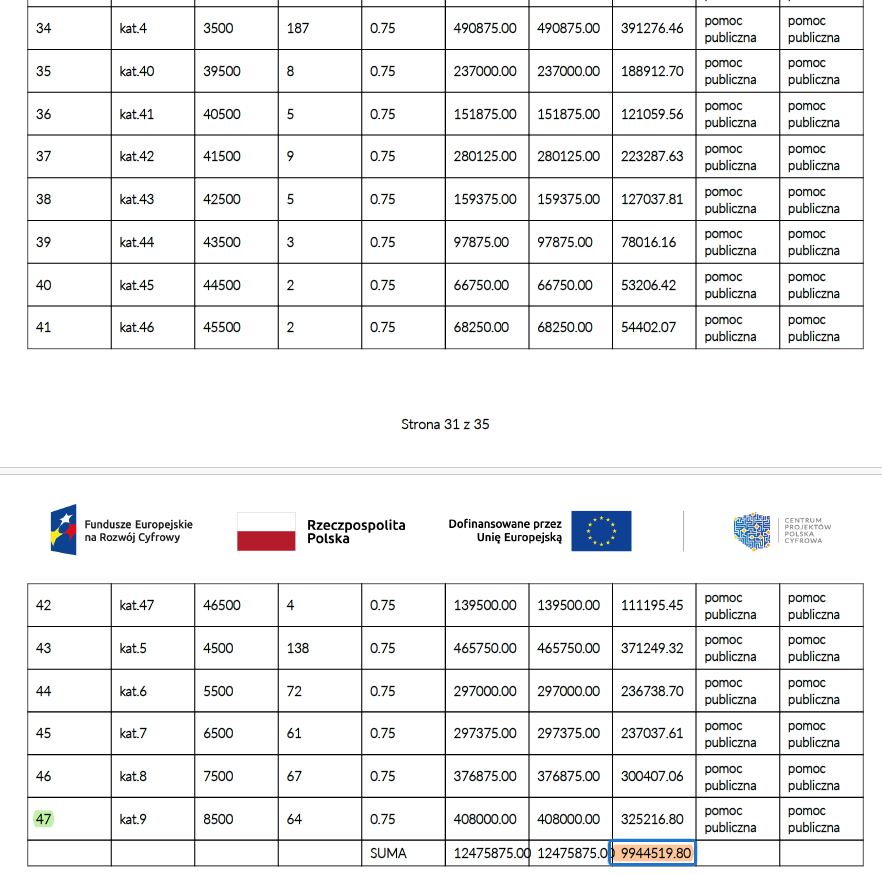 34 kat.4 3500 187 0.75 490875.00 490875.00 391276.46 pomoc publiczna pomoc publiczna
35 kat.40 39500 8 0.75 237000.00 237000.00 188912.70 pomoc publiczna pomoc publiczna
36 kat.41 40500 5 0.75 151875.00 151875.00 121059.56 pomoc publiczna pomoc publiczna
37 kat.42 41500 9 0.75 280125.00 280125.00 223287.63 pomoc publiczna pomoc publiczna
38 kat.43 42500 5 0.75 159375.00 159375.00 127037.81 pomoc publiczna pomoc publiczna
39 kat.44 43500 3 0.75 97875.00 97875.00 78016.16 pomoc publiczna pomoc publiczna
40 kat.45 44500 2 0.75 66750.00 66750.00 53206.42 pomoc publiczna pomoc publiczna
41 kat.46 45500 2 0.75 68250.00 68250.00 54402.07 pomoc publiczna pomoc publiczna
Strona 31 z 35
Fundusze Europejskie
na Rozwój Cyfrowy
Rzeczpospolita
Polska
Dofinansowane przez
Unię Europejską
CENTRUM
PROJEKTÓW
POLSKA
CYFROWA
42 kat.47 46500 4 0.75 139500.00 139500.00 111195.45 pomoc publiczna pomoc publiczna
43 kat.5 4500 138 0.75 465750.00 465750.00 371249.32 pomoc publiczna pomoc publiczna
44 kat.6 5500 72 0.75 297000.00 297000.00 236738.70 pomoc publiczna pomoc publiczna
45 kat.7 6500 61 0.75 297375.00 297375.00 237037.61 pomoc publiczna pomoc publiczna
46 kat.8 7500 67 0.75 376875.00 376875.00 300407.06 pomoc publiczna pomoc publiczna
47 kat.9 8500 64 0.75 408000.00 408000.00 325216.80 pomoc publiczna pomoc publiczna
SUMA 12475875.00 12475875.00 9944519.80